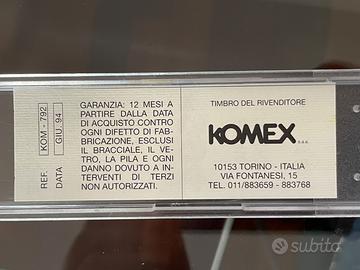 REF. KOM - 792
DATA GIU. 94
GARANZIA: 12 MESI A
PARTIRE DALLA DATA
DI ACQUISTO CONTRO
OGNI DIFETTO DI FAB-
BRICAZIONE, ESCLUSI
IL BRACCIALE, IL VE-
TRO, LA PILA E OGNI
DANNO DOVUTO A IN-
TERVENTI DI TERZI
NON AUTORIZZATI.
TIMBRO DEL RIVENDITORE
KOMEX s.a.s.
10153 TORINO - ITALIA
VIA FONTANESI, 15
TEL. 011/883659 - 883768
subito